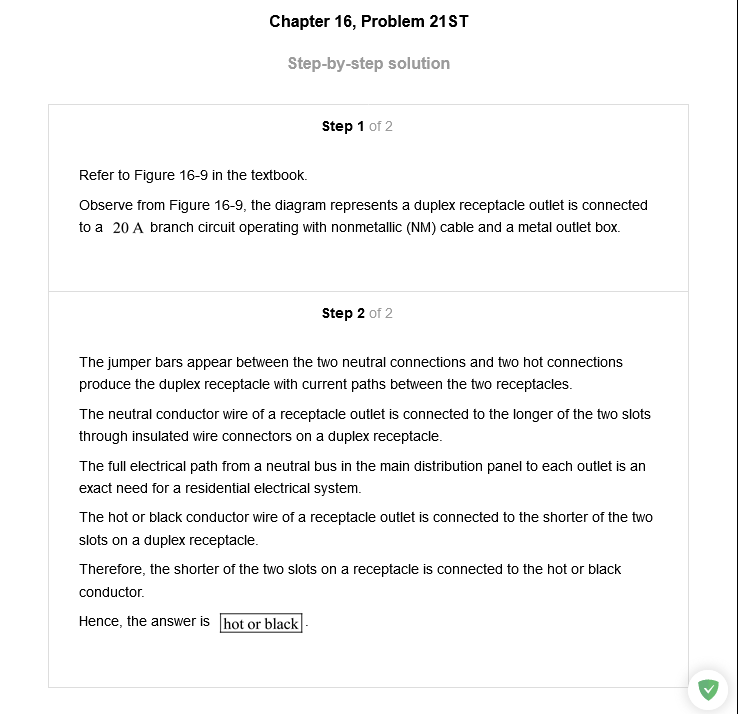 Chapter 16, Problem 21ST
Step-by-step solution
Step 1 of 2
Refer to Figure 16-9 in the textbook.
Observe from Figure 16-9, the diagram represents a duplex receptacle outlet is connected
to a 20 A branch circuit operating with nonmetallic (NM) cable and a metal outlet box.
Step 2 of 2
The jumper bars appear between the two neutral connections and two hot connections
produce the duplex receptacle with current paths between the two receptacles.
The neutral conductor wire of a receptacle outlet is connected to the longer of the two slots
through insulated wire connectors on a duplex receptacle.
The full electrical path from a neutral bus in the main distribution panel to each outlet is an
exact need for a residential electrical system.
The hot or black conductor wire of a receptacle outlet is connected to the shorter of the two
slots on a duplex receptacle.
Therefore, the shorter of the two slots on a receptacle is connected to the hot or black
conductor.
Hence, the answer is hot or black.